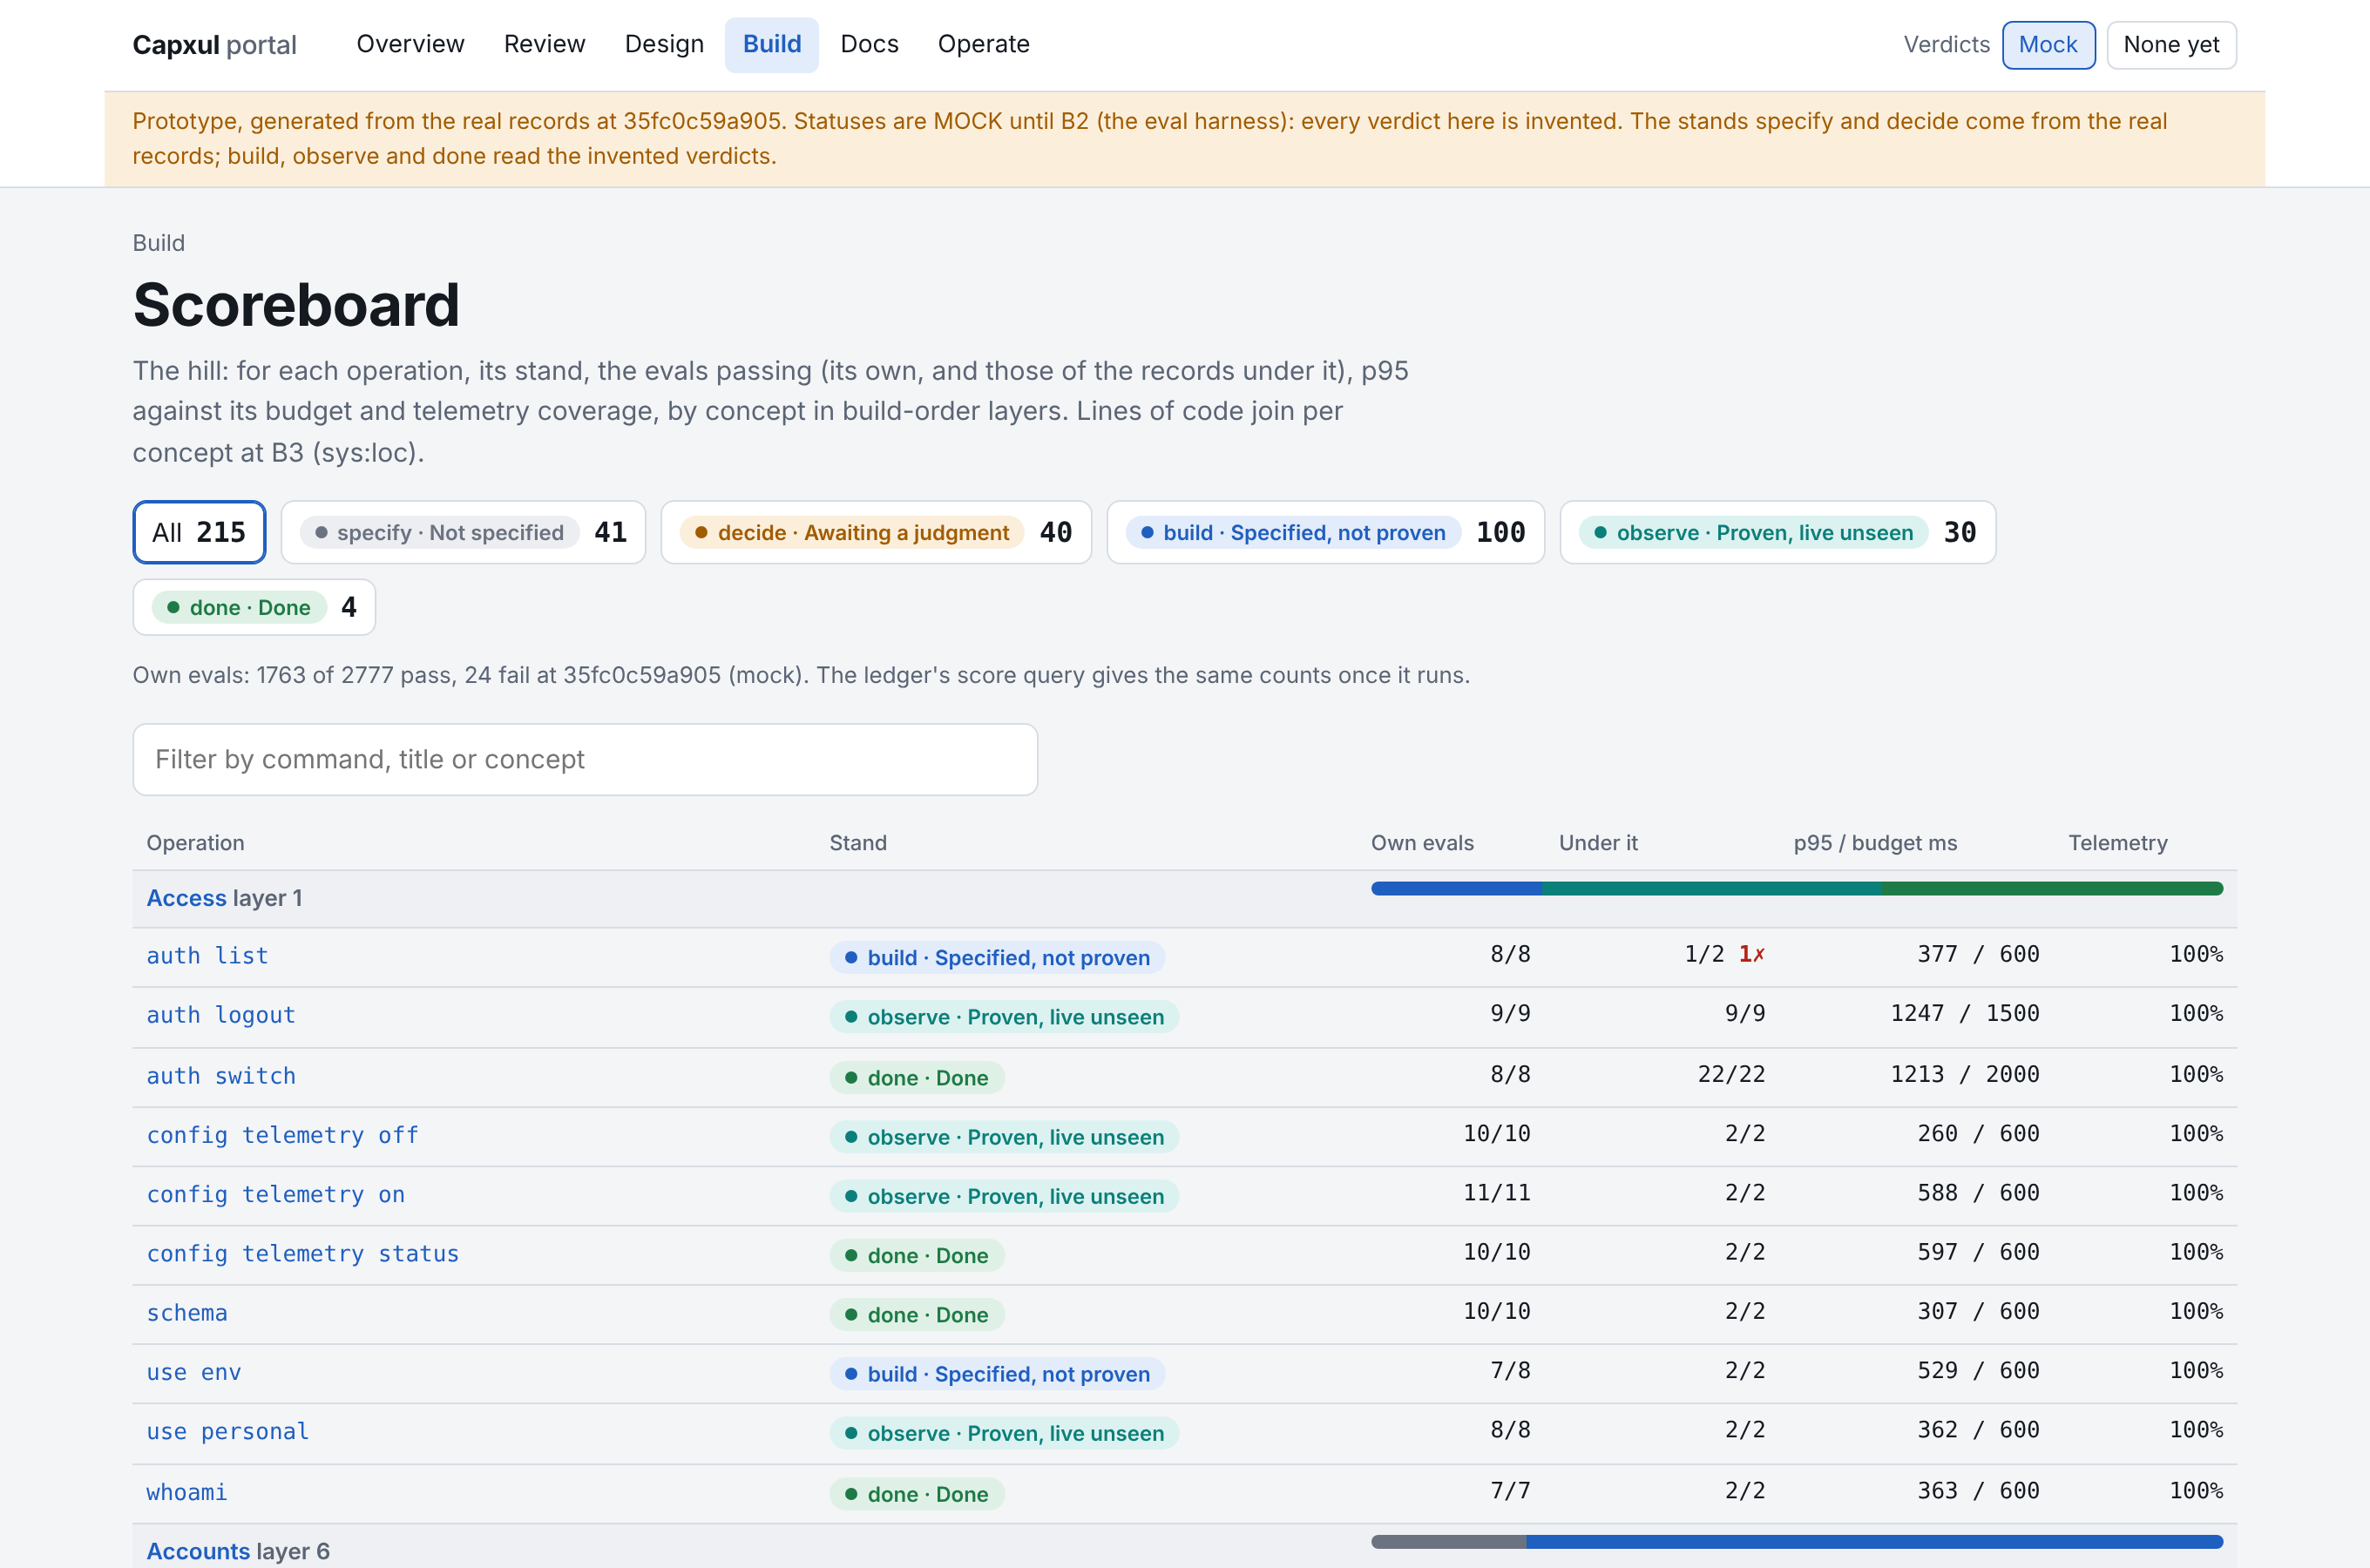 Capxul portal Overview Review Design Build Docs Operate Verdicts Mock None yet
Prototype, generated from the real records at 35fc0c59a905. Statuses are MOCK until B2 (the eval harness): every verdict here is invented. The stands specify and decide come from the real
records; build, observe and done read the invented verdicts.
Build
Scoreboard
The hill: for each operation, its stand, the evals passing (its own, and those of the records under it), p95
against its budget and telemetry coverage, by concept in build-order layers. Lines of code join per
concept at B3 (sys:loc).
All 215 specify · Not specified 41 decide · Awaiting a judgment 40 build · Specified, not proven 100 observe · Proven, live unseen 30
done · Done 4
Own evals: 1763 of 2777 pass, 24 fail at 35fc0c59a905 (mock). The ledger's score query gives the same counts once it runs.
Filter by command, title or concept
Operation Stand Own evals Under it p95 / budget ms Telemetry
Access layer 1
auth list build · Specified, not proven 8/8 1/2 1✗ 377 / 600 100%
auth logout observe · Proven, live unseen 9/9 9/9 1247 / 1500 100%
auth switch done · Done 8/8 22/22 1213 / 2000 100%
config telemetry off observe · Proven, live unseen 10/10 2/2 260 / 600 100%
config telemetry on observe · Proven, live unseen 11/11 2/2 588 / 600 100%
config telemetry status done · Done 10/10 2/2 597 / 600 100%
schema done · Done 10/10 2/2 307 / 600 100%
use env build · Specified, not proven 7/8 2/2 529 / 600 100%
use personal observe · Proven, live unseen 8/8 2/2 362 / 600 100%
whoami done · Done 7/7 2/2 363 / 600 100%
Accounts layer 6